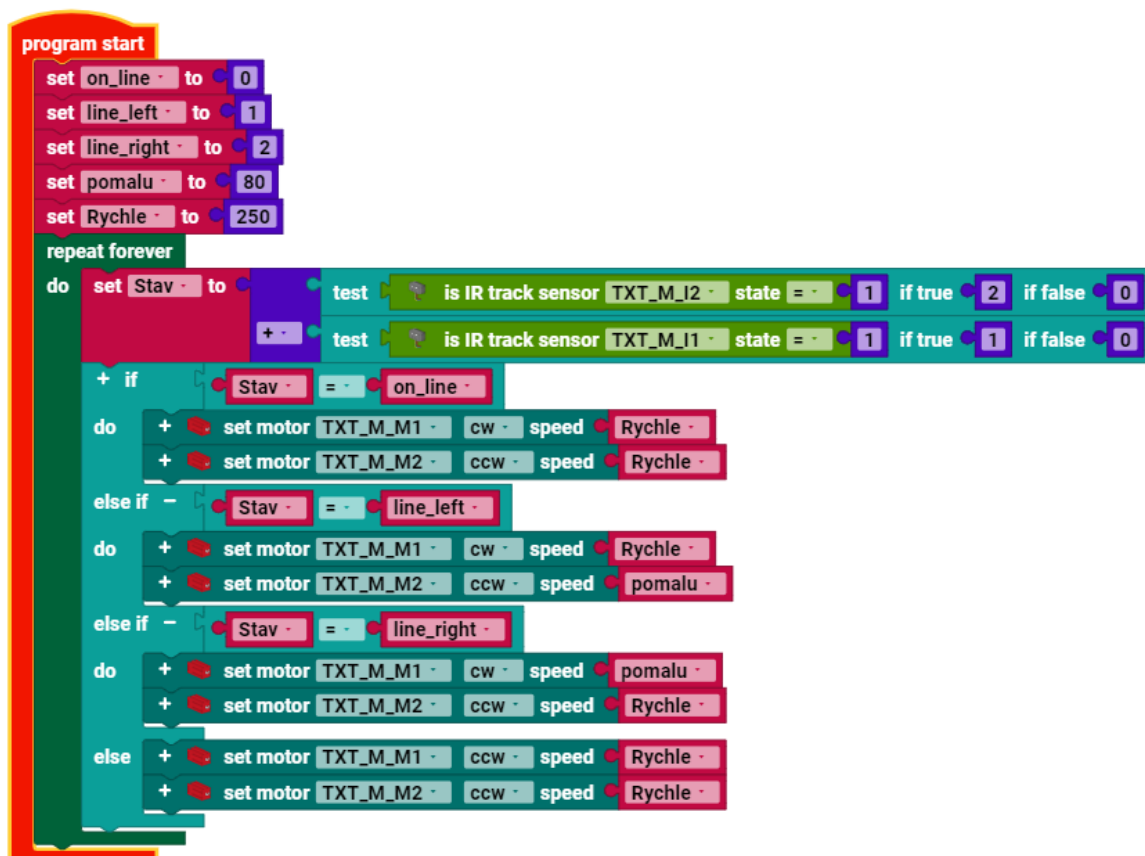 program start
set on_line to 0
set line_left to 1
set line_right to 2
set pomalu to 80
set Rychle to 250
repeat forever
do set Stav to test is IR track sensor TXT_M_I2 state = 1 if true 2 if false 0
+ test is IR track sensor TXT_M_I1 state = 1 if true 1 if false 0
+ if Stav = on_line
do + set motor TXT_M_M1 cw speed Rychle
+ set motor TXT_M_M2 ccw speed Rychle
else if − Stav = line_left
do + set motor TXT_M_M1 cw speed Rychle
+ set motor TXT_M_M2 ccw speed pomalu
else if − Stav = line_right
do + set motor TXT_M_M1 cw speed pomalu
+ set motor TXT_M_M2 ccw speed Rychle
else + set motor TXT_M_M1 ccw speed Rychle
+ set motor TXT_M_M2 ccw speed Rychle